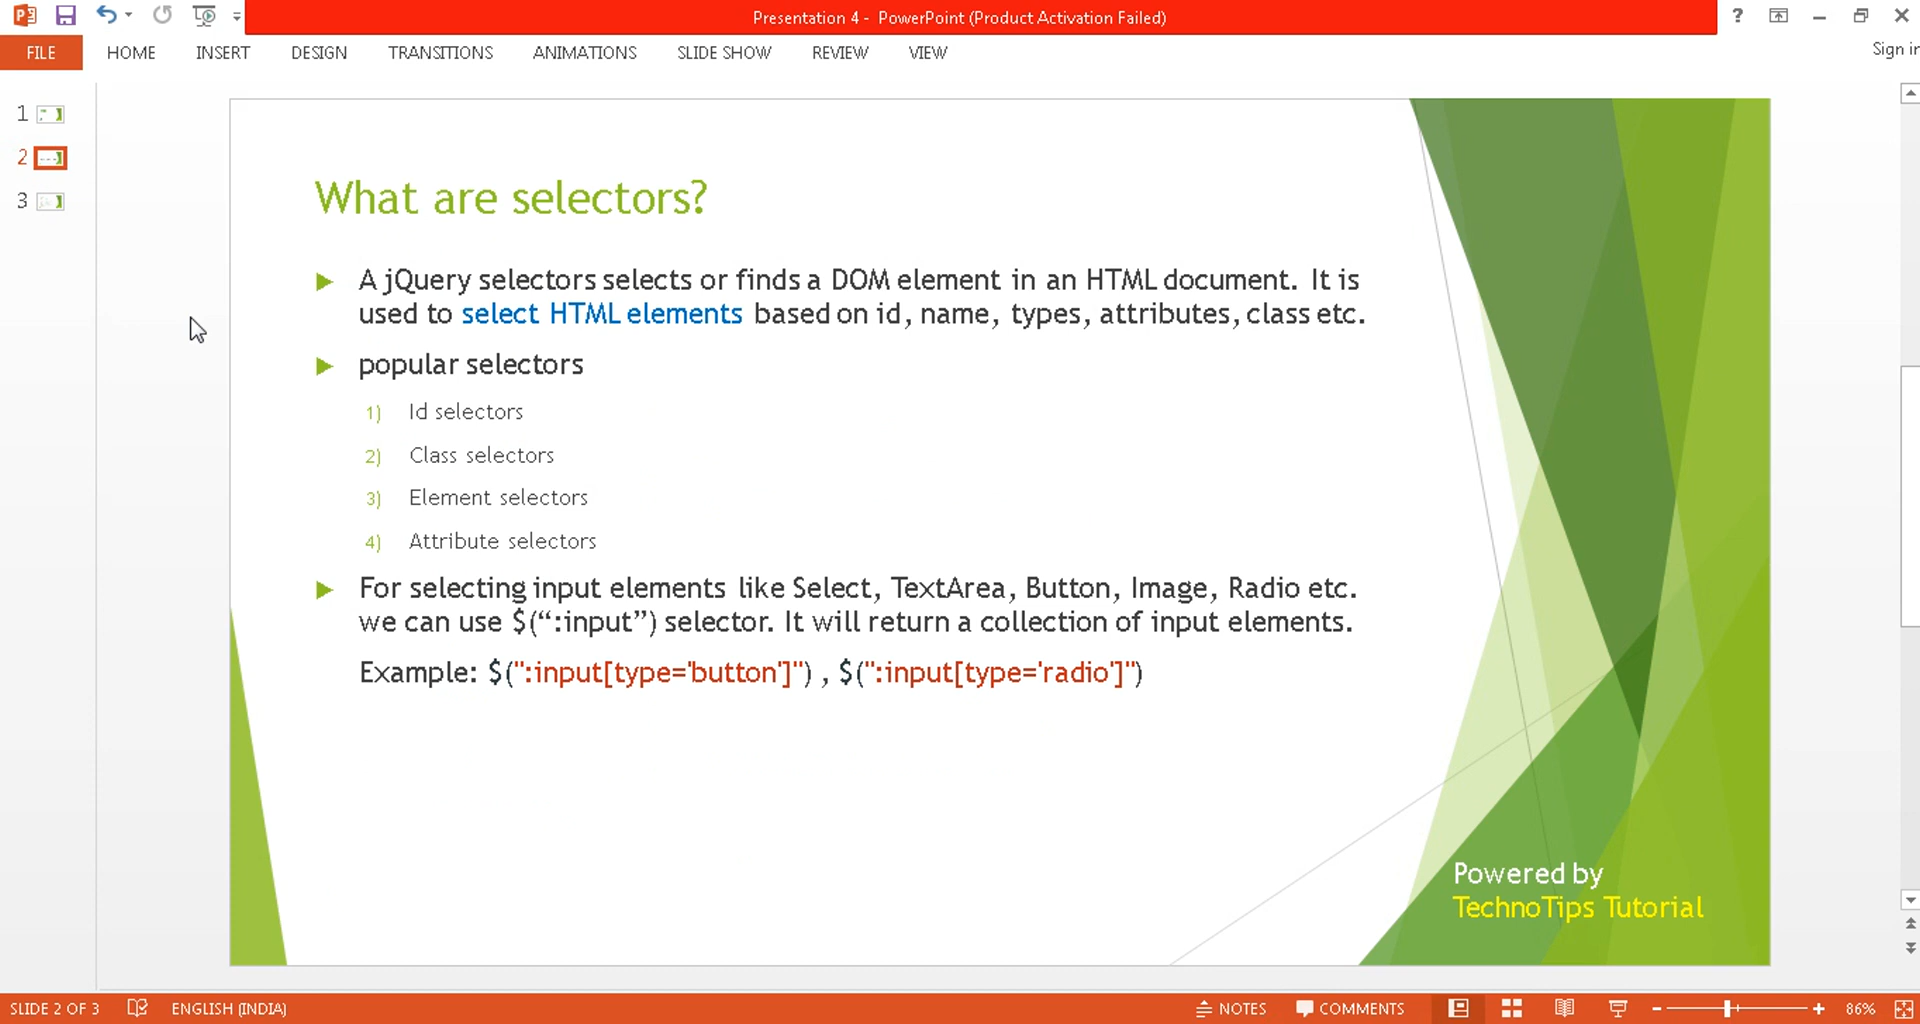 Presentation 4 - PowerPoint (Product Activation Failed)
?
FILE HOME INSERT DESIGN TRANSITIONS ANIMATIONS SLIDE SHOW REVIEW VIEW
Sign in
1
2
3
What are selectors?
A jQuery selectors selects or finds a DOM element in an HTML document. It is
used to select HTML elements based on id, name, types, attributes, class etc.
popular selectors
1) Id selectors
2) Class selectors
3) Element selectors
4) Attribute selectors
For selecting input elements like Select, TextArea, Button, Image, Radio etc.
we can use $(“:input”) selector. It will return a collection of input elements.
Example: $(":input[type='button']") , $(":input[type='radio']")
Powered by
TechnoTips Tutorial
SLIDE 2 OF 3 ENGLISH (INDIA) NOTES COMMENTS 86%